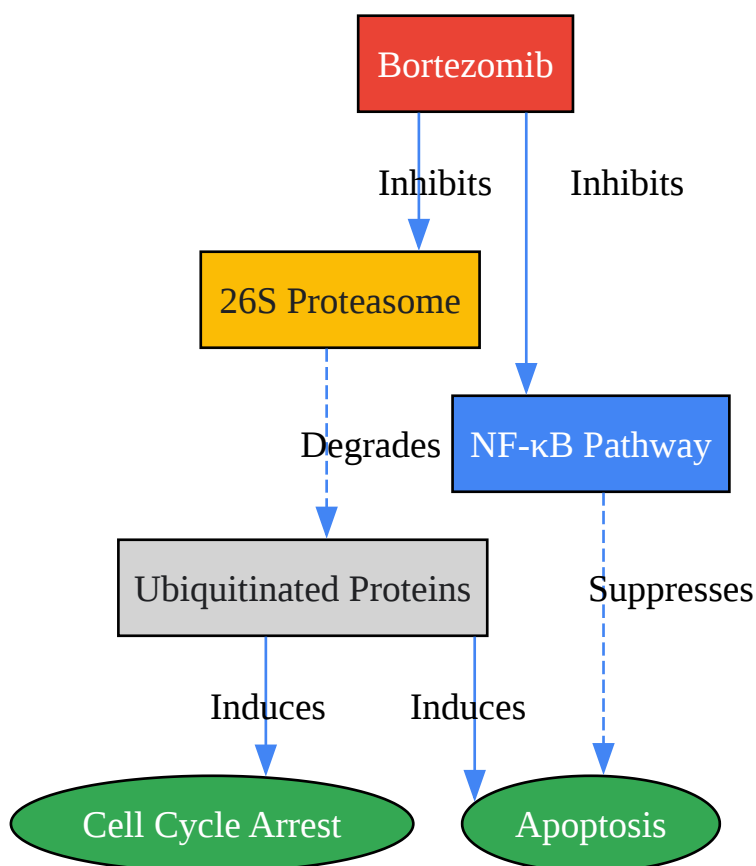 Bortezomib
Inhibits
Inhibits
26S Proteasome
Degrades
NF-κB Pathway
Ubiquitinated Proteins
Suppresses
Induces
Induces
Cell Cycle Arrest
Apoptosis